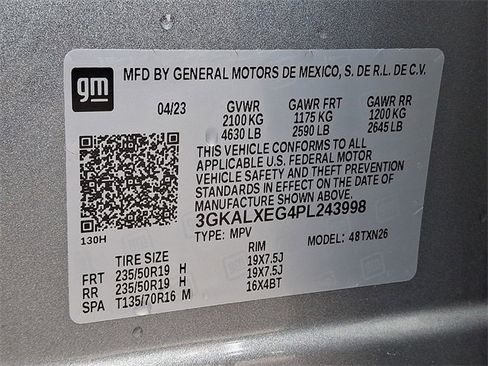 gm MFD BY GENERAL MOTORS DE MEXICO, S. DE R.L. DE C.V.
04/23 GVWR GAWR FRT GAWR RR
2100 KG 1175 KG 1200 KG
4630 LB 2590 LB 2645 LB
THIS VEHICLE CONFORMS TO ALL
APPLICABLE U.S. FEDERAL MOTOR
VEHICLE SAFETY AND THEFT PREVENTION
STANDARDS IN EFFECT ON THE DATE OF
MANUFACTURE SHOWN ABOVE.
3GKALXEG4PL243998
130H TYPE: MPV MODEL: 48TXN26
TIRE SIZE RIM
FRT 235/50R19 H 19X7.5J
RR 235/50R19 H 19X7.5J
SPA T135/70R16 M 16X4BT